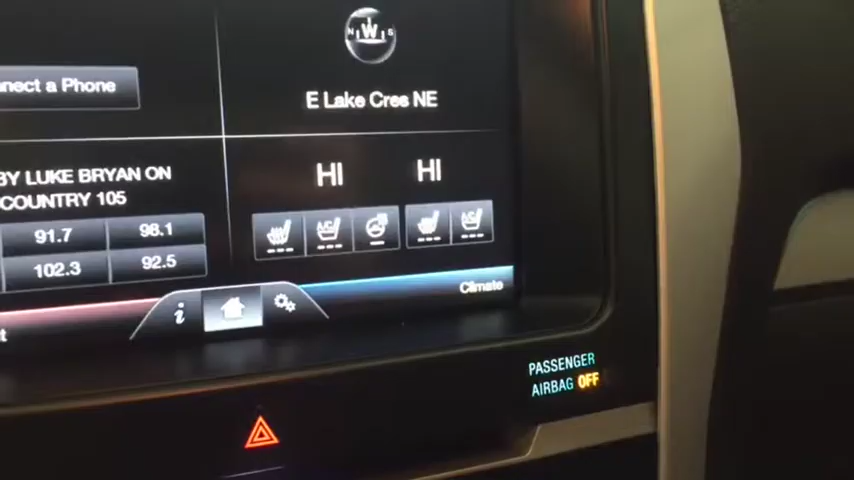 N W S
nnect a Phone
E Lake Cres NE
BY LUKE BRYAN ON
COUNTRY 105
HI HI
91.7 98.1
102.3 92.5
A/C A/C
i
Climate
PASSENGER
AIRBAG OFF